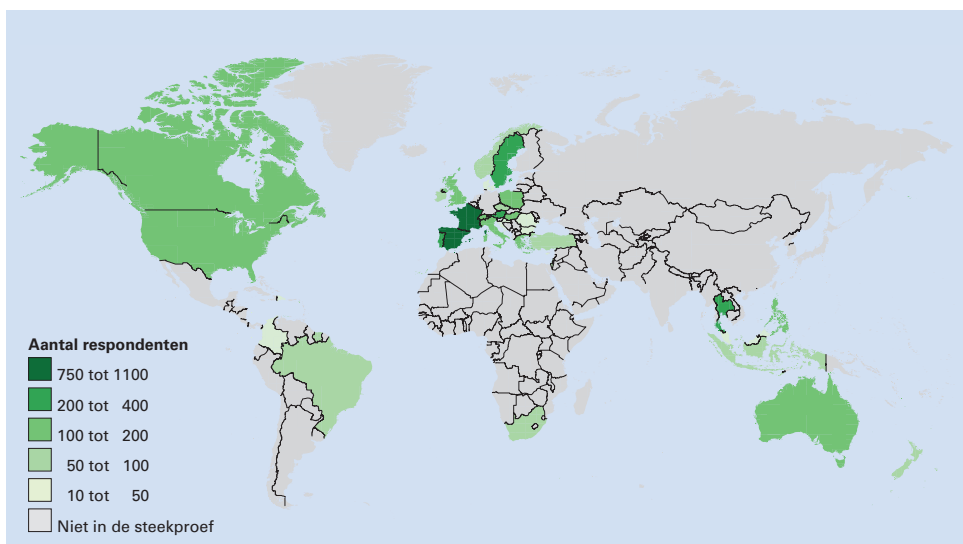 Aantal respondenten
750 tot 1100
200 tot 400
100 tot 200
50 tot 100
10 tot 50
Niet in de steekproef